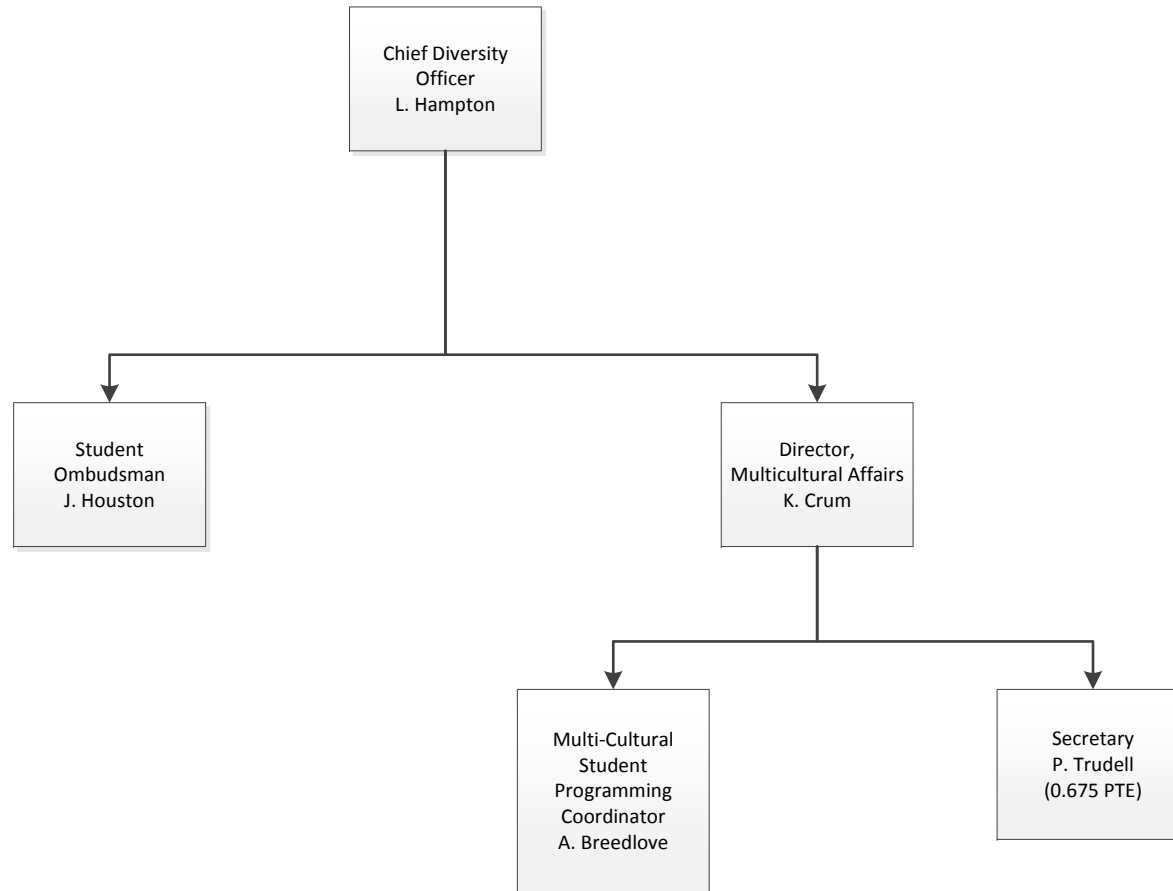 Chief Diversity
Officer
L. Hampton
Student
Ombudsman
J. Houston
Director,
Multicultural Affairs
K. Crum
Multi-Cultural
Student
Programming
Coordinator
A. Breedlove
Secretary
P. Trudell
(0.675 PTE)